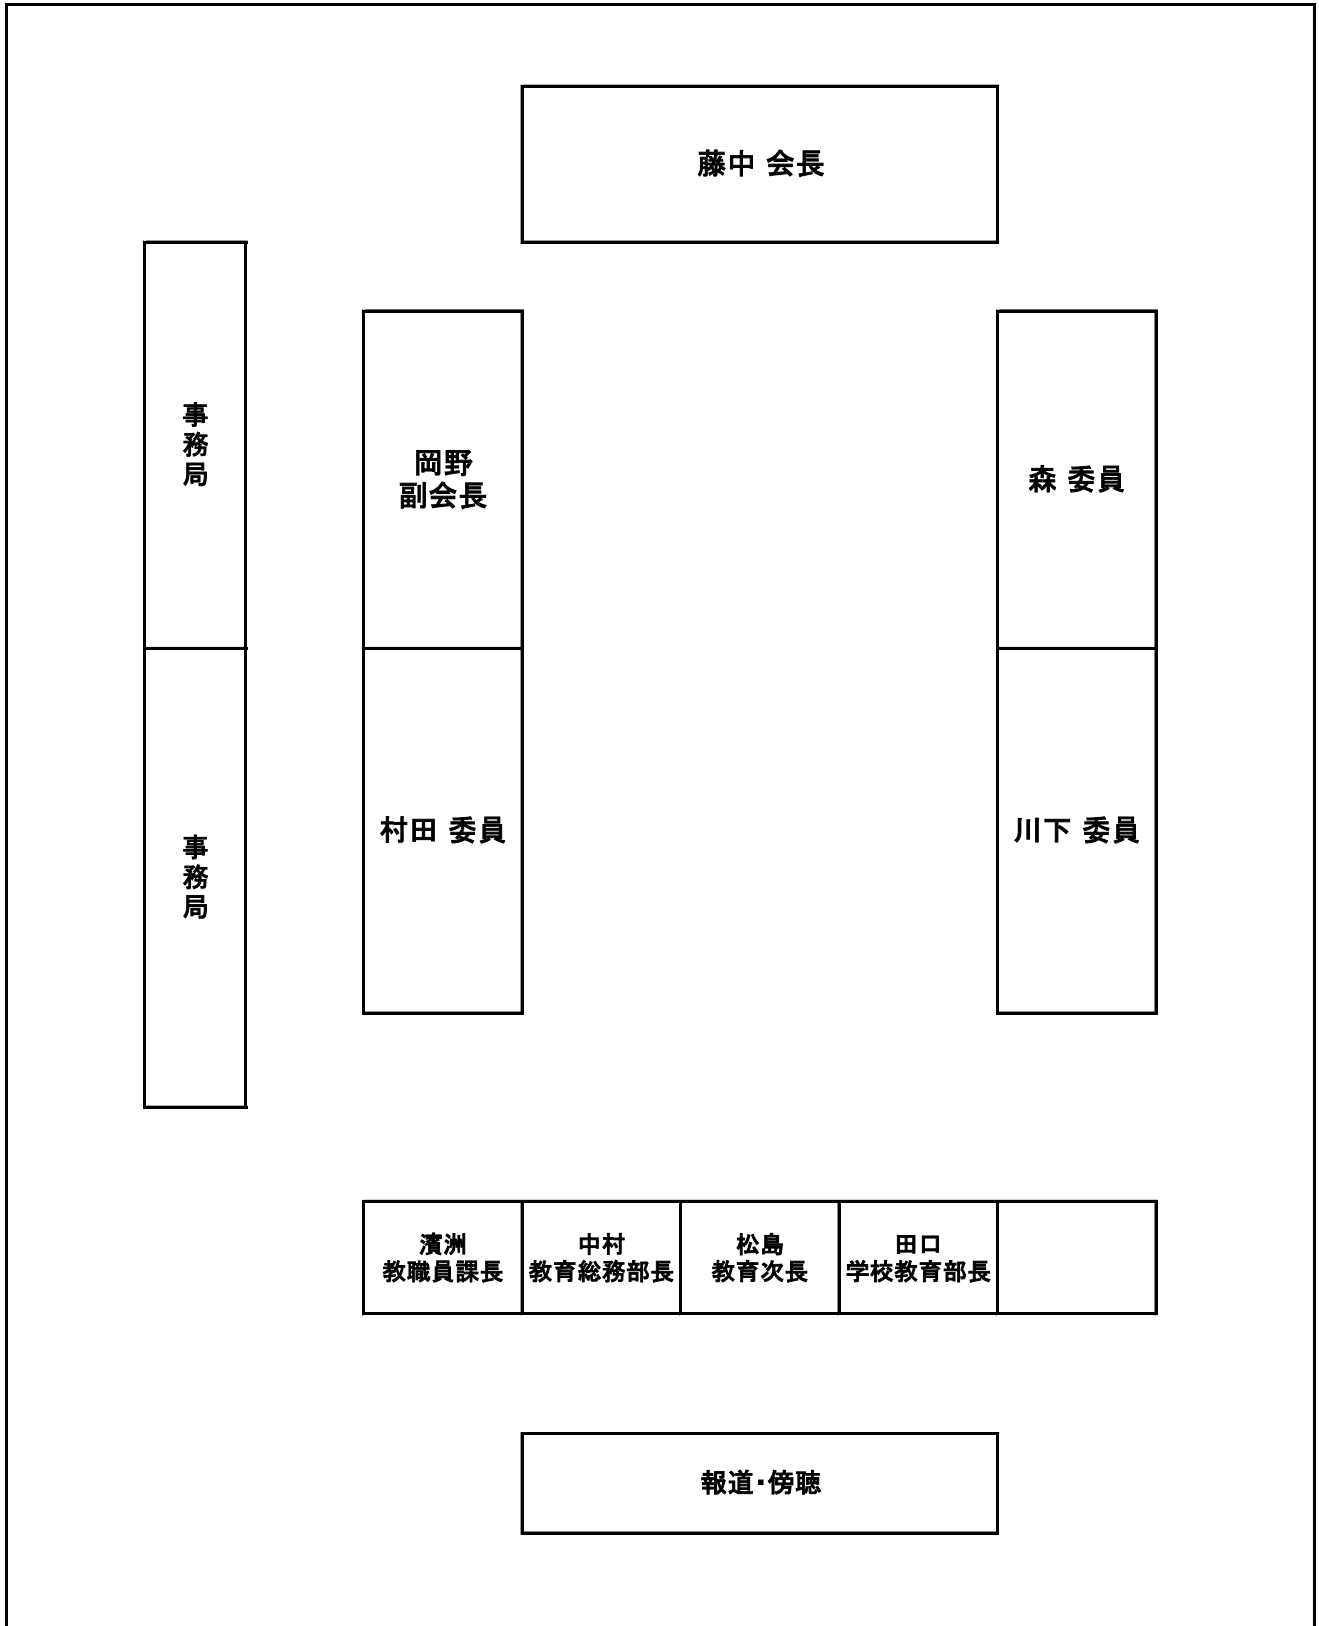 藤中 会長
事務局
岡野
副会長
森 委員
事務局
村田 委員
川下 委員
濱洲
教職員課長
中村
教育総務部長
松島
教育次長
田口
学校教育部長
報道・傍聴